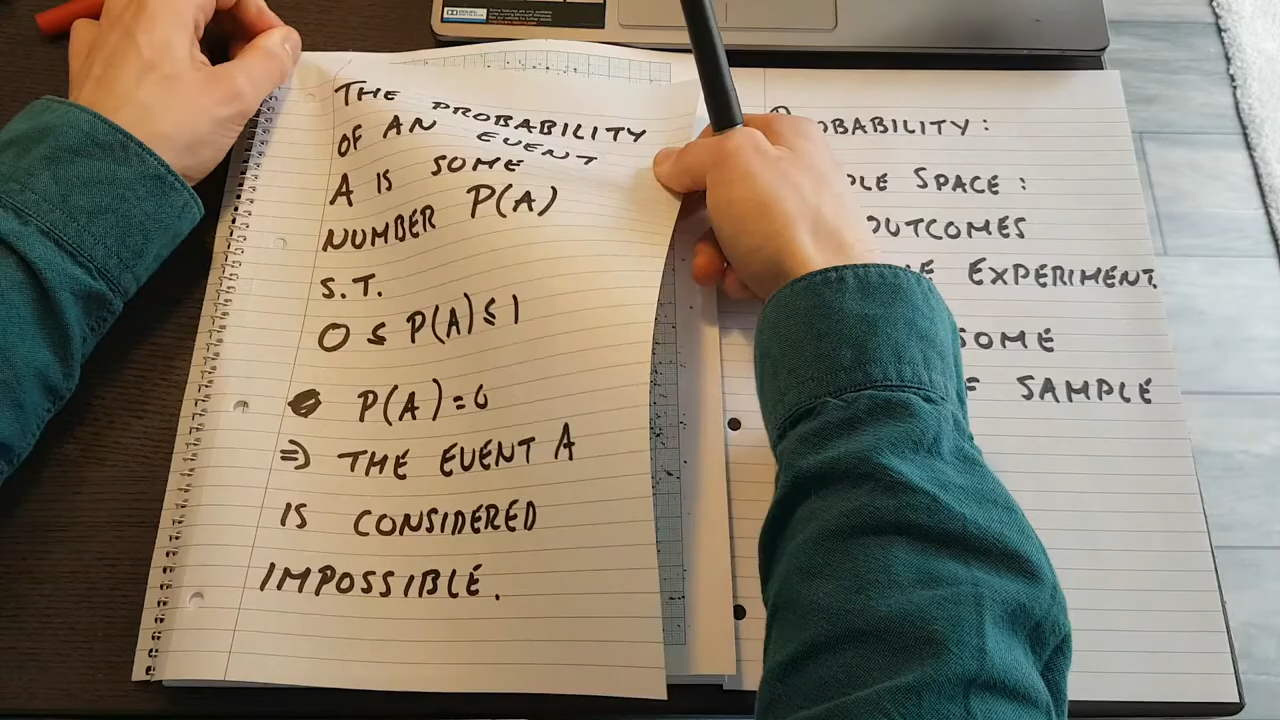 THE PROBABILITY
OF AN EVENT
A IS SOME
NUMBER P(A)
S.T.
0 ≤ P(A) ≤ 1
P(A) = 0
⇒ THE EVENT A
IS CONSIDERED
IMPOSSIBLE.
OBABILITY:
PLE SPACE:
OUTCOMES
EXPERIMENT.
SOME
SAMPLE